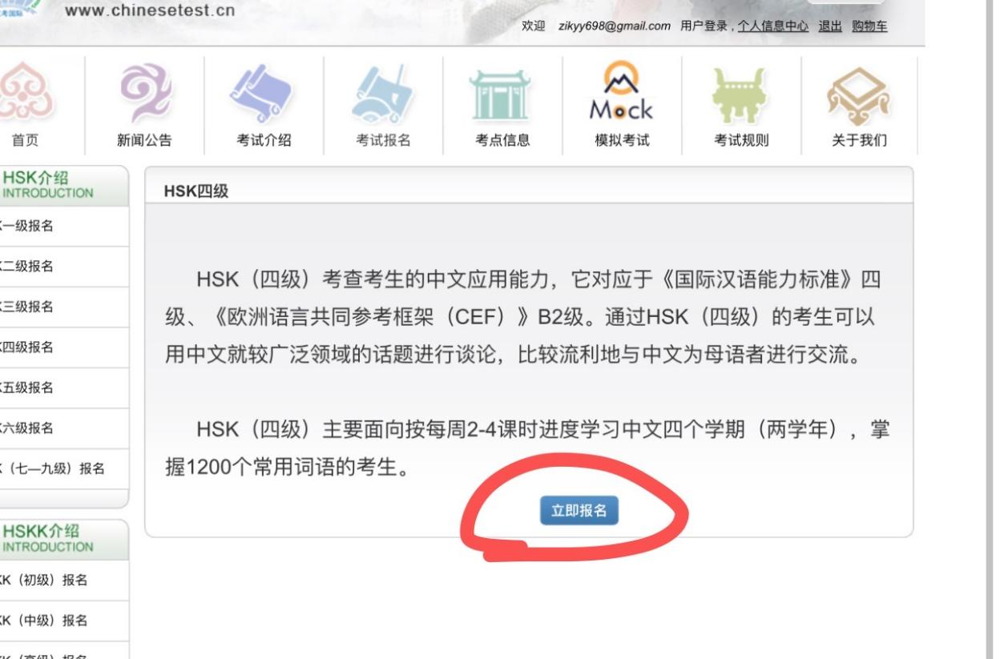 www.chinesetest.cn
欢迎 zikyy698@gmail.com 用户登录 , 个人信息中心 退出 购物车
首页 新闻公告 考试介绍 考试报名 考点信息 Mock 模拟考试 考试规则 关于我们
HSK介绍
INTRODUCTION
K一级报名
K二级报名
K三级报名
K四级报名
K五级报名
K六级报名
K（七—九级）报名
HSKK介绍
INTRODUCTION
KK（初级）报名
KK（中级）报名
HSK四级
HSK（四级）考查考生的中文应用能力，它对应于《国际汉语能力标准》四
级、《欧洲语言共同参考框架（CEF）》B2级。通过HSK（四级）的考生可以
用中文就较广泛领域的话题进行谈论，比较流利地与中文为母语者进行交流。
HSK（四级）主要面向按每周2-4课时进度学习中文四个学期（两学年），掌
握1200个常用词语的考生。
立即报名